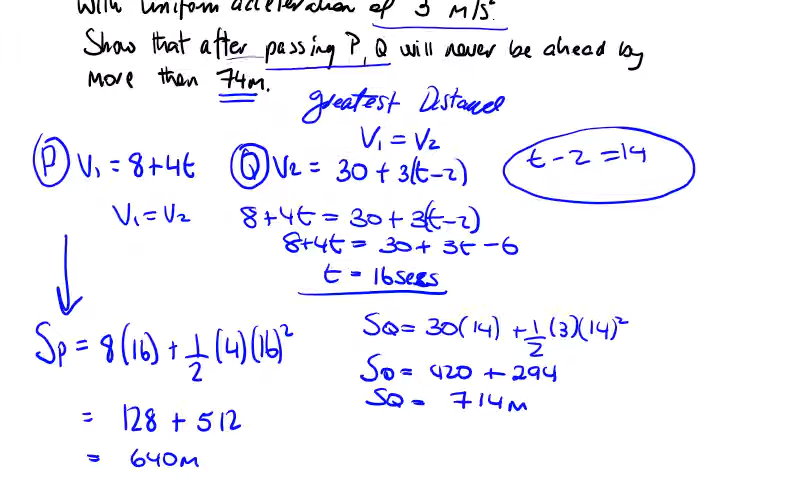 with uniform acceleration of 3 m/s².
Show that after passing P, Q will never be ahead by
more than 74m.
greatest Distance
V₁ = V₂
(P) V₁ = 8+4t
(Q) V₂ = 30 + 3(t-2)
t - 2 = 14
V₁ = V₂
8+4t = 30 + 3(t-2)
8+4t = 30 + 3t - 6
t = 16 secs
Sp = 8(16) + 1/2 (4)(16)²
= 128 + 512
= 640m
SQ = 30(14) + 1/2 (3)(14)²
SQ = 420 + 294
SQ = 714m